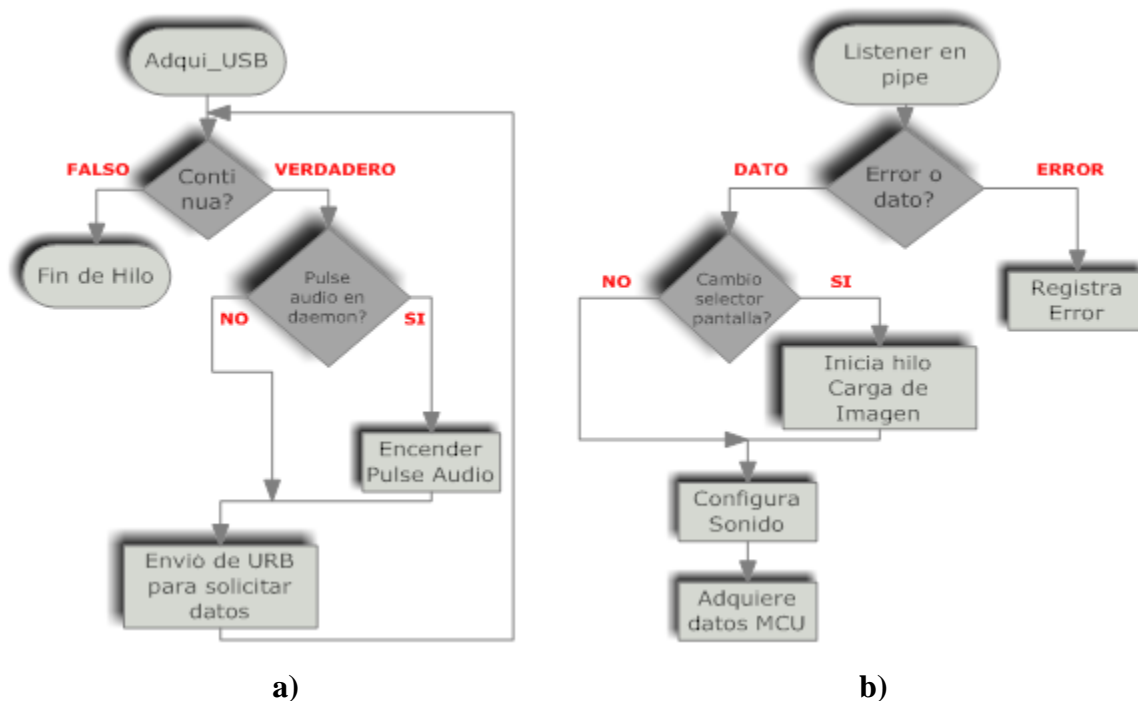 Adqui_USB
FALSO
VERDADERO
Conti
nua?
Fin de Hilo
Pulse
audio en
daemon?
NO
SI
Encender
Pulse Audio
Envió de URB
para solicitar
datos
a)
Listener en
pipe
DATO
ERROR
Error o
dato?
Registra
Error
NO
SI
Cambio
selector
pantalla?
Inicia hilo
Carga de
Imagen
Configura
Sonido
Adquiere
datos MCU
b)